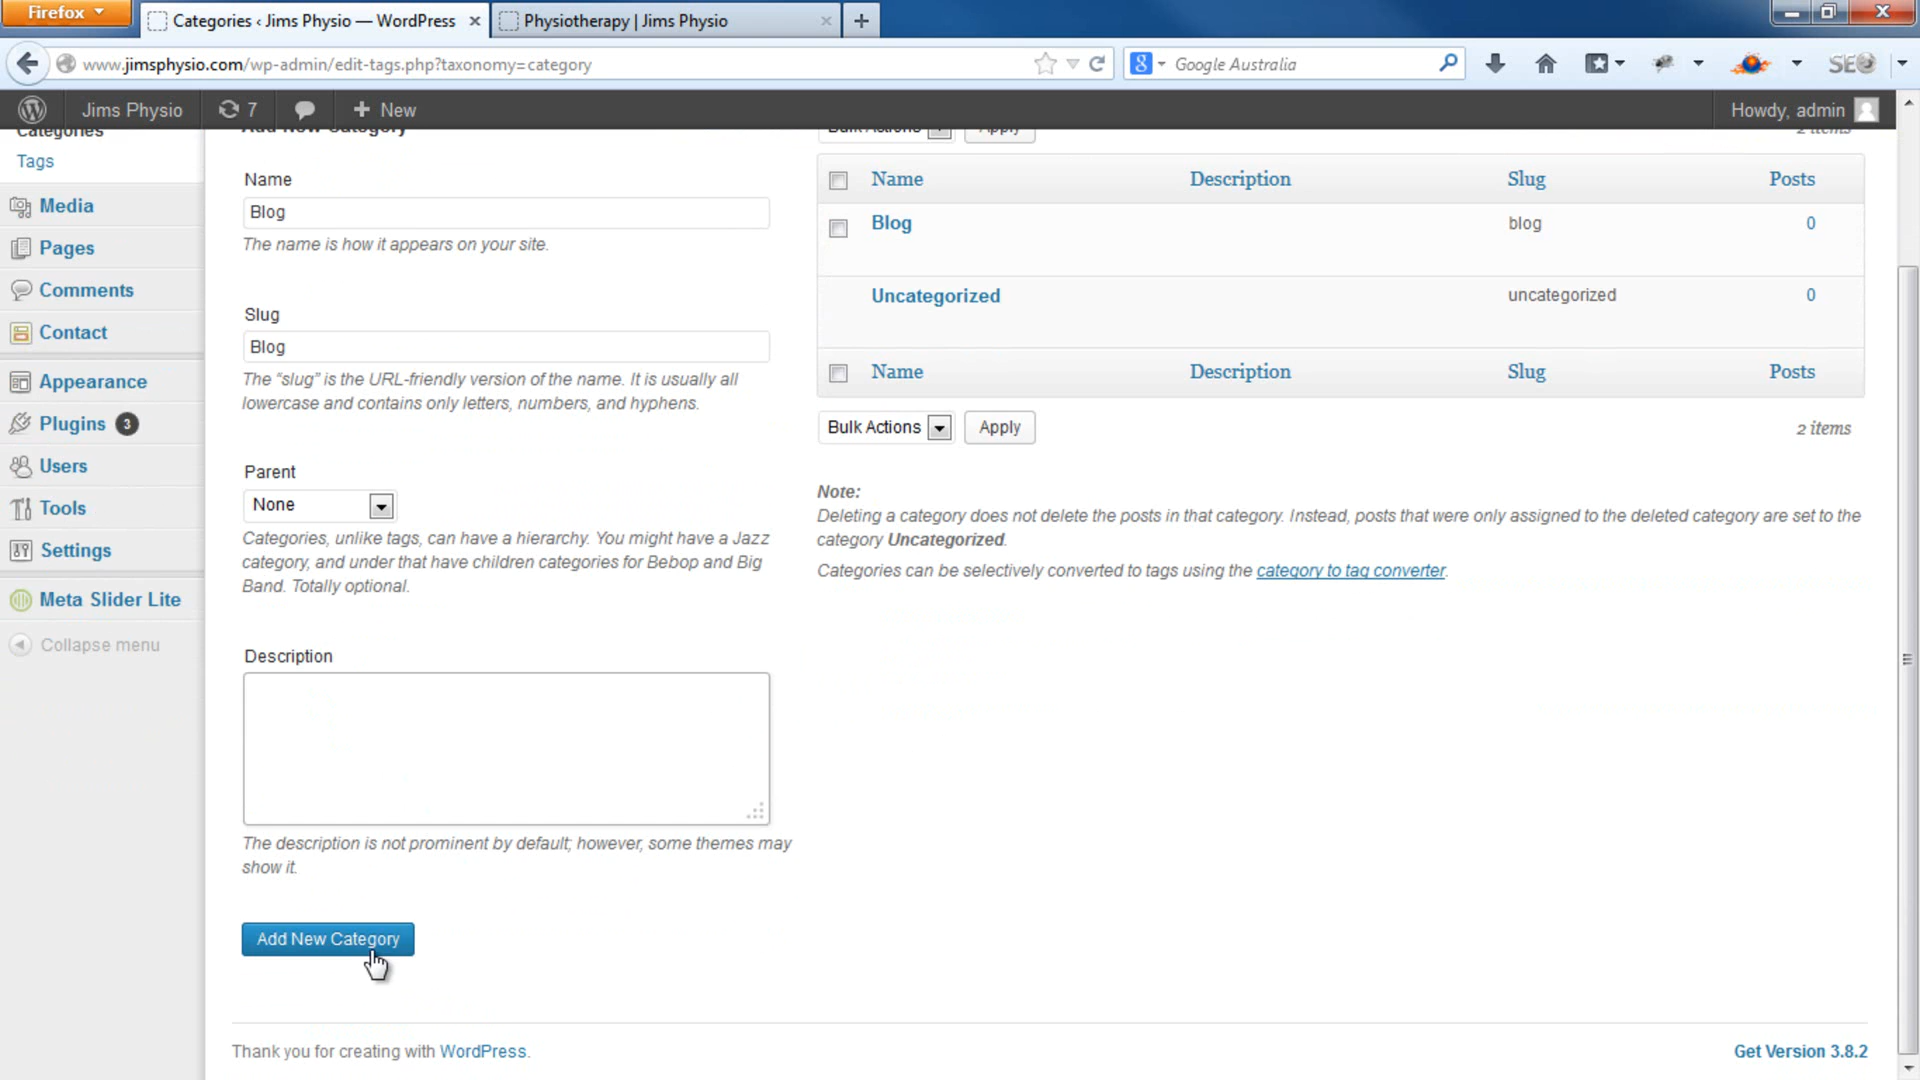 Firefox
Categories ‹ Jims Physio — WordPress
Physiotherapy | Jims Physio
www.jimsphysio.com/wp-admin/edit-tags.php?taxonomy=category
8
Google Australia
SEO
Jims Physio
7
New
Howdy, admin
Categories
Tags
Media
Pages
Comments
Contact
Appearance
Plugins 3
Users
Tools
Settings
Meta Slider Lite
Collapse menu
Add New Category
Name
Blog
The name is how it appears on your site.
Slug
Blog
The “slug” is the URL-friendly version of the name. It is usually all
lowercase and contains only letters, numbers, and hyphens.
Parent
None
Categories, unlike tags, can have a hierarchy. You might have a Jazz
category, and under that have children categories for Bebop and Big
Band. Totally optional.
Description
The description is not prominent by default; however, some themes may
show it.
Add New Category
Bulk Actions Apply
2 items
Name Description Slug Posts
Blog blog 0
Uncategorized uncategorized 0
Name Description Slug Posts
Bulk Actions Apply
2 items
Note:
Deleting a category does not delete the posts in that category. Instead, posts that were only assigned to the deleted category are set to the
category Uncategorized.
Categories can be selectively converted to tags using the category to tag converter.
Thank you for creating with WordPress.
Get Version 3.8.2